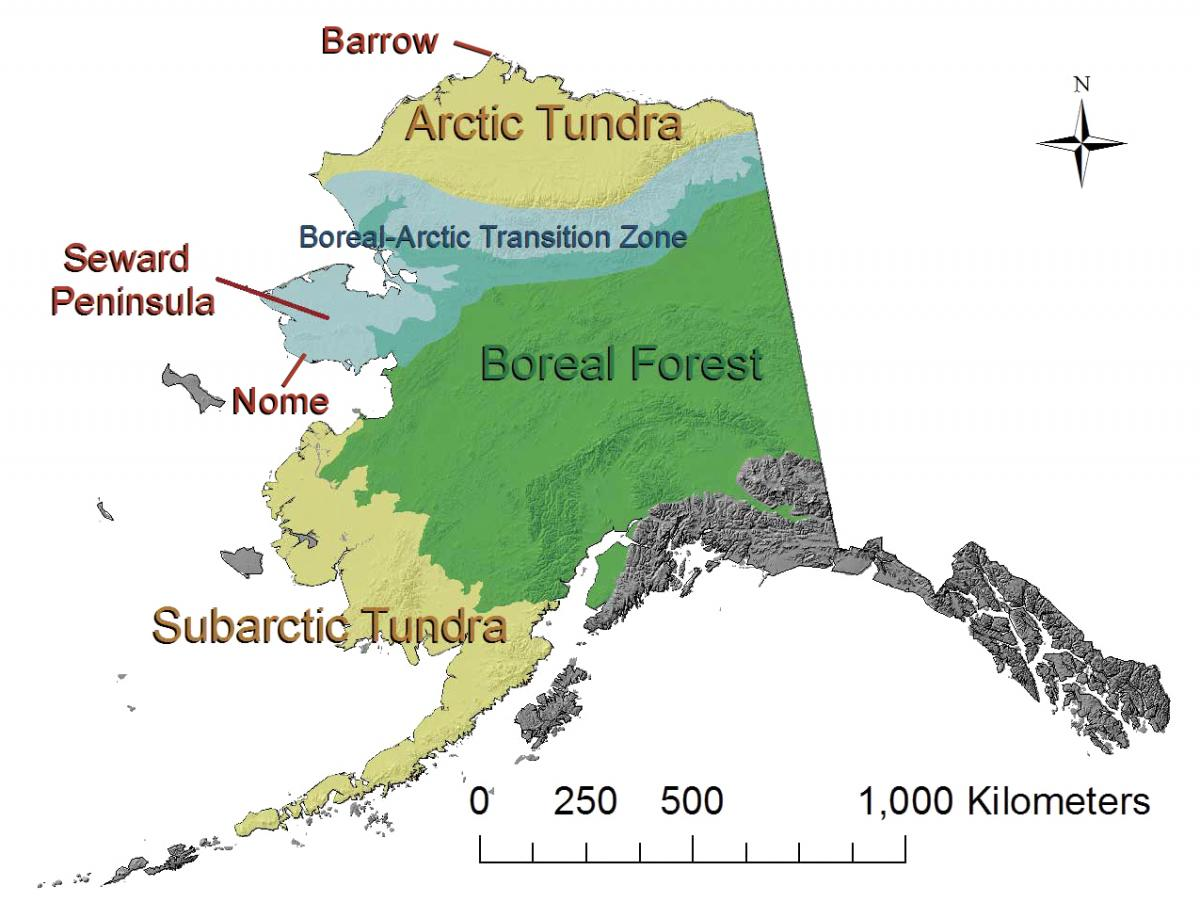 Barrow
N
Arctic Tundra
Boreal-Arctic Transition Zone
Seward
Peninsula
Boreal Forest
Nome
Subarctic Tundra
0 250 500 1,000 Kilometers